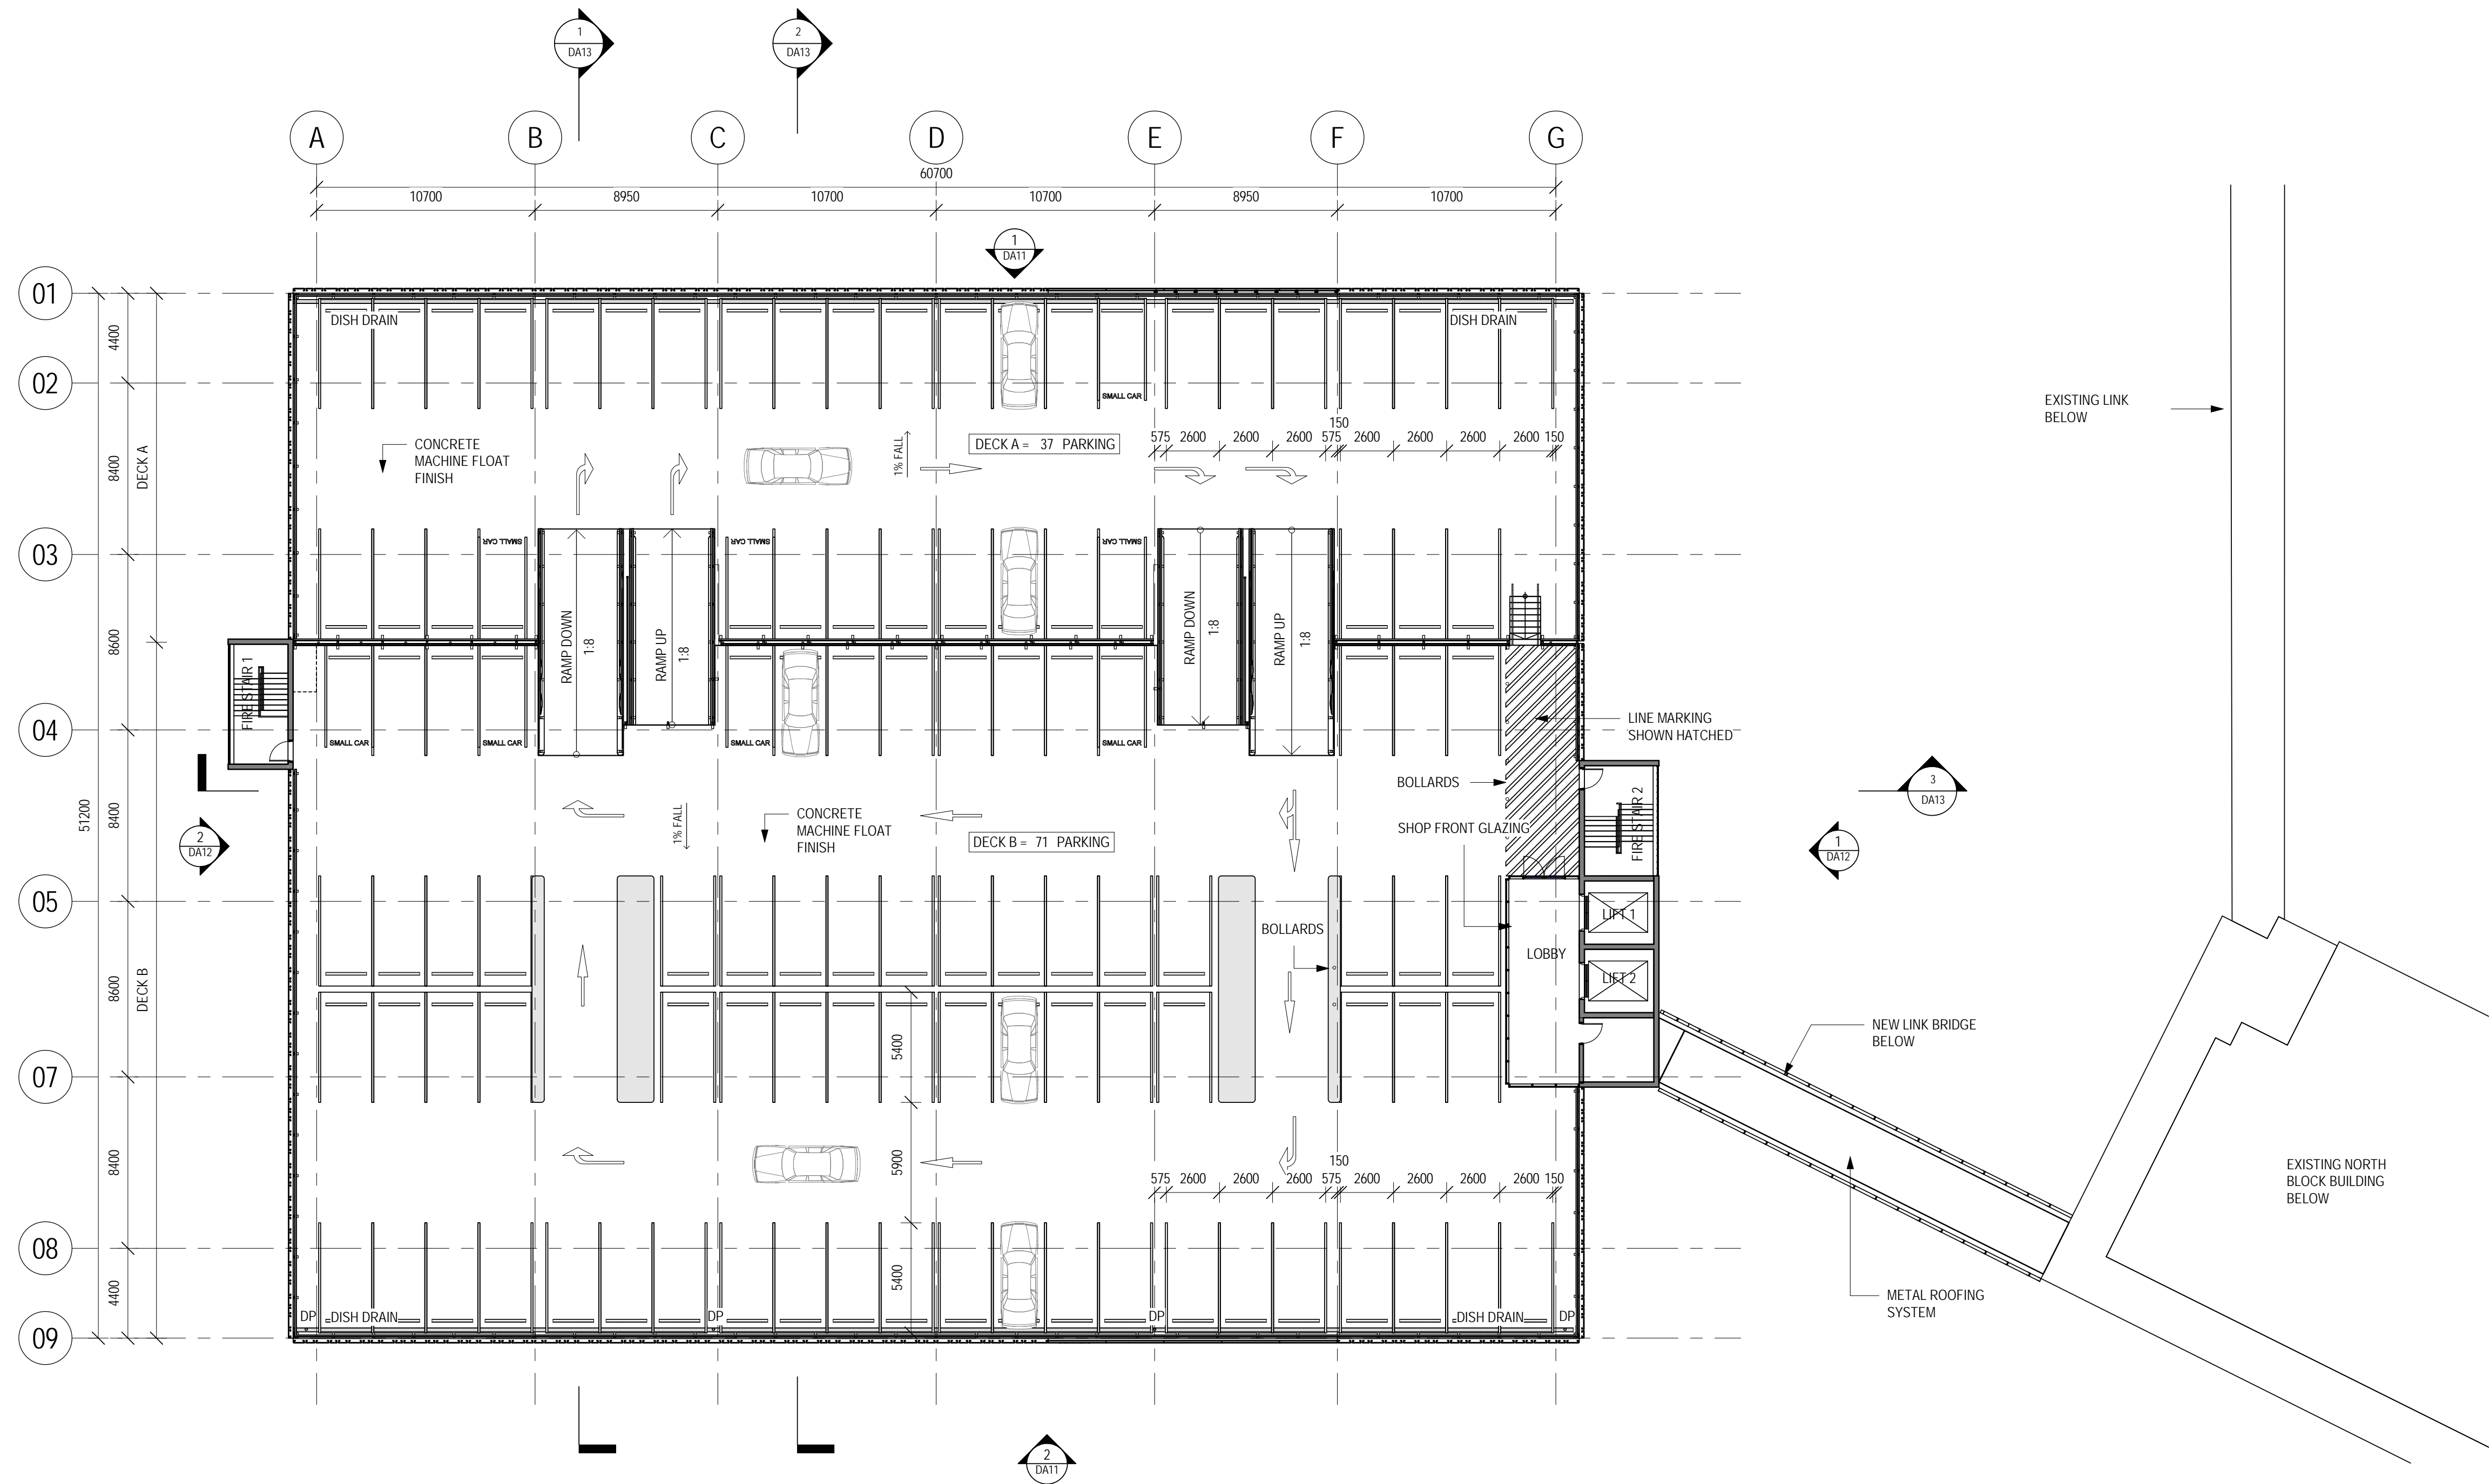 1
DA13
2
DA13
A
B
C
D
E
F
G
60700
10700
8950
10700
10700
8950
10700
1
DA11
01
02
03
04
05
07
08
09
4400
8400
8600
8400
8600
8400
4400
51200
DECK A
DECK B
DISH DRAIN
DISH DRAIN
SMALL CAR
CONCRETE
MACHINE FLOAT
FINISH
1% FALL
DECK A = 37 PARKING
150
575 2600 2600 2600 575 2600 2600 2600 2600 150
EXISTING LINK
BELOW
SMALL CAR
SMALL CAR
SMALL CAR
RAMP DOWN
1:8
RAMP UP
1:8
RAMP DOWN
1:8
RAMP UP
1:8
FIRE STAIR 1
SMALL CAR
SMALL CAR
SMALL CAR
SMALL CAR
LINE MARKING
SHOWN HATCHED
BOLLARDS
3
DA13
2
DA12
1% FALL
CONCRETE
MACHINE FLOAT
FINISH
DECK B = 71 PARKING
SHOP FRONT GLAZING
FIRE STAIR 2
1
DA12
LIFT 1
BOLLARDS
LOBBY
LIFT 2
NEW LINK BRIDGE
BELOW
5400
5900
5400
150
575 2600 2600 2600 575 2600 2600 2600 2600 150
EXISTING NORTH
BLOCK BUILDING
BELOW
METAL ROOFING
SYSTEM
DP
DISH DRAIN
DP
DP
DISH DRAIN
DP
2
DA11